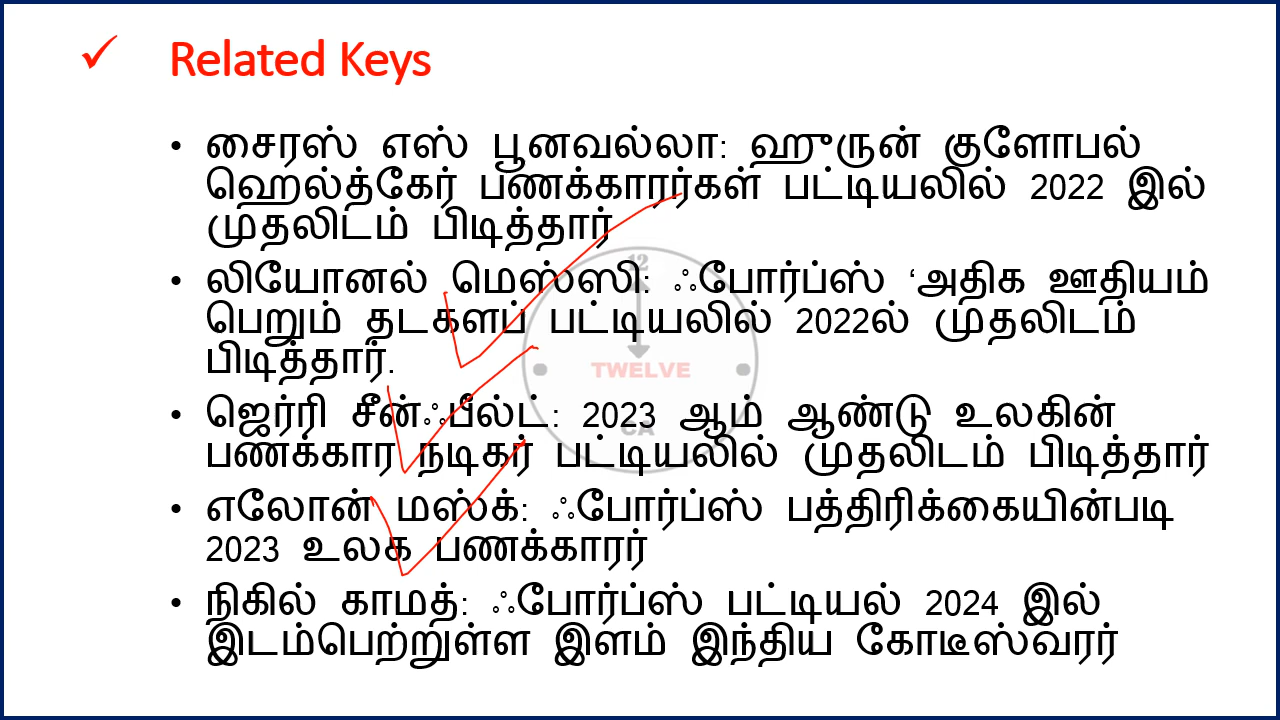 ✓ Related Keys
• சைரஸ் எஸ் பூனவல்லா: ஹுருன் குளோபல்
ஹெல்த்கேர் பணக்காரர்கள் பட்டியலில் 2022 இல்
முதலிடம் பிடித்தார்
• லியோனல் மெஸ்ஸி: ஃபோர்ப்ஸ் ‘அதிக ஊதியம்
பெறும் தடகளப் பட்டியலில் 2022ல் முதலிடம்
பிடித்தார்.
• ஜெர்ரி சீன்ஃபீல்ட்: 2023 ஆம் ஆண்டு உலகின்
பணக்கார நடிகர் பட்டியலில் முதலிடம் பிடித்தார்
• எலோன் மஸ்க்: ஃபோர்ப்ஸ் பத்திரிக்கையின்படி
2023 உலக பணக்காரர்
• நிகில் காமத்: ஃபோர்ப்ஸ் பட்டியல் 2024 இல்
இடம்பெற்றுள்ள இளம் இந்திய கோடீஸ்வரர்
12
TWELVE
CA